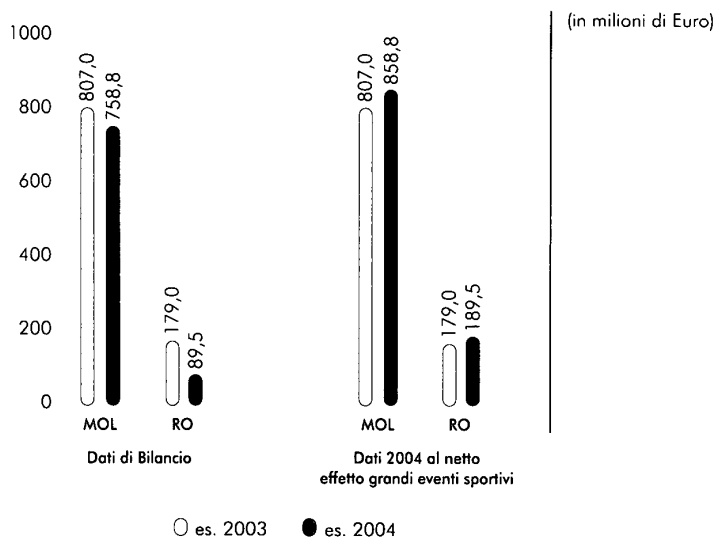 (in milioni di Euro)
1000
800
600
400
200
0
807,0
758,8
179,0
89,5
MOL
RO
Dati di Bilancio
807,0
858,8
179,0
189,5
MOL
RO
Dati 2004 al netto
effetto grandi eventi sportivi
es. 2003
es. 2004